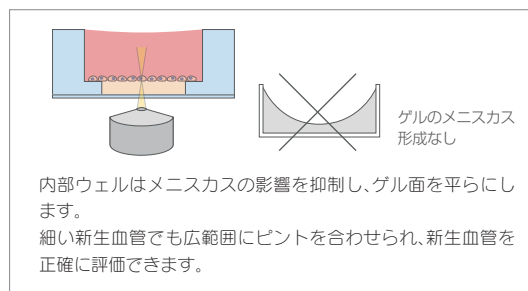 ゲルのメニスカス
形成なし
内部ウェルはメニスカスの影響を抑制し、ゲル面を平らにし
ます。
細い新生血管でも広範囲にピントを合わせられ、新生血管を
正確に評価できます。